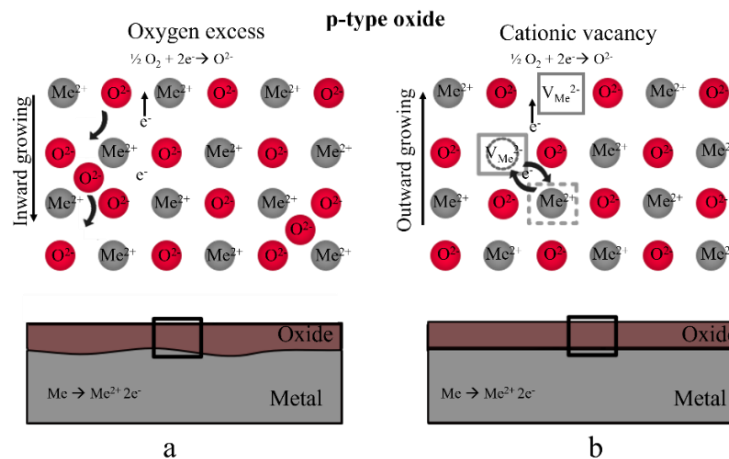 p-type oxide
Oxygen excess
½ O₂ + 2e⁻→ O²⁻
Me²⁺ O²⁻ Me²⁺ O²⁻ Me²⁺ O²⁻
e⁻
O²⁻ Me²⁺ O²⁻ Me²⁺ O²⁻ Me²⁺
O²⁻ e⁻
Me²⁺ O²⁻ Me²⁺ O²⁻ Me²⁺ O²⁻
O²⁻
O²⁻ Me²⁺ O²⁻ Me²⁺ O²⁻ Me²⁺
Inward growing
Oxide
Me → Me²⁺ 2e⁻
Metal
a
Cationic vacancy
½ O₂ + 2e⁻→ O²⁻
Me²⁺ O²⁻ V_Me²⁻ O²⁻ Me²⁺ O²⁻
e⁻
O²⁻ V_Me²⁻ O²⁻ Me²⁺ O²⁻ Me²⁺
e⁻
Me²⁺ O²⁻ Me²⁺ O²⁻ Me²⁺ O²⁻
O²⁻ Me²⁺ O²⁻ Me²⁺ O²⁻ Me²⁺
Outward growing
Oxide
Me → Me²⁺ 2e⁻
Metal
b